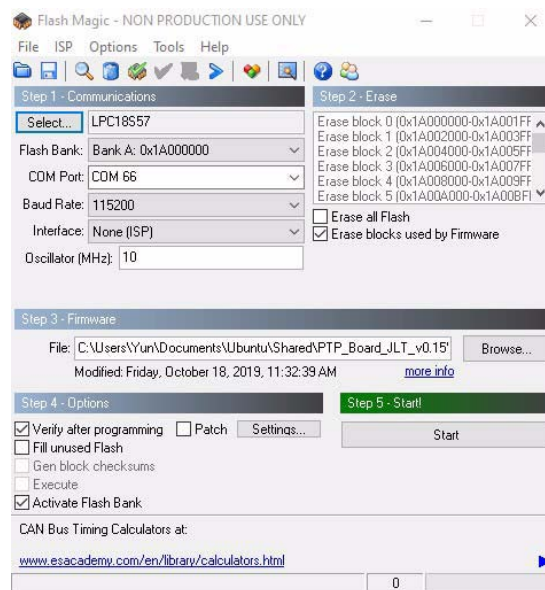 Flash Magic - NON PRODUCTION USE ONLY
File ISP Options Tools Help
Step 1 - Communications
Select... LPC18S57
Flash Bank: Bank A: 0x1A000000
COM Port: COM 66
Baud Rate: 115200
Interface: None (ISP)
Oscillator (MHz): 10
Step 2 - Erase
Erase block 0 (0x1A000000-0x1A001FF
Erase block 1 (0x1A002000-0x1A003FF
Erase block 2 (0x1A004000-0x1A005FF
Erase block 3 (0x1A006000-0x1A007FF
Erase block 4 (0x1A008000-0x1A009FF
Erase block 5 (0x1A00A000-0x1A00BFI
Erase all Flash
Erase blocks used by Firmware
Step 3 - Firmware
File: C:\Users\Yun\Documents\Ubuntu\Shared\PTP_Board_JLT_v0.15' Browse...
Modified: Friday, October 18, 2019, 11:32:39 AM more info
Step 4 - Options
Verify after programming Patch Settings...
Fill unused Flash
Gen block checksums
Execute
Activate Flash Bank
Step 5 - Start!
Start
CAN Bus Timing Calculators at:
www.esacademy.com/en/library/calculators.html
0